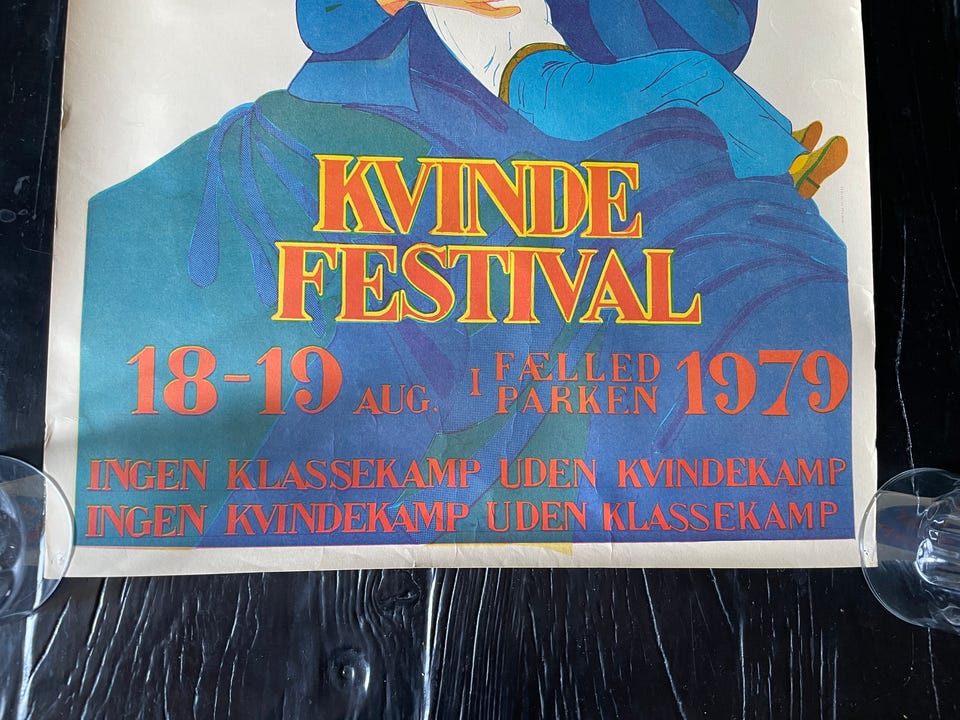 KVINDE
FESTIVAL
18-19 AUG. I FÆLLED PARKEN 1979
INGEN KLASSEKAMP UDEN KVINDEKAMP
INGEN KVINDEKAMP UDEN KLASSEKAMP